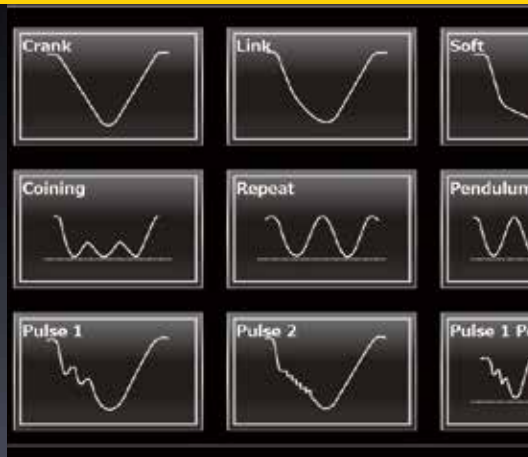 Crank
Link
Soft
Coining
Repeat
Pendulum
Pulse 1
Pulse 2
Pulse 1 P